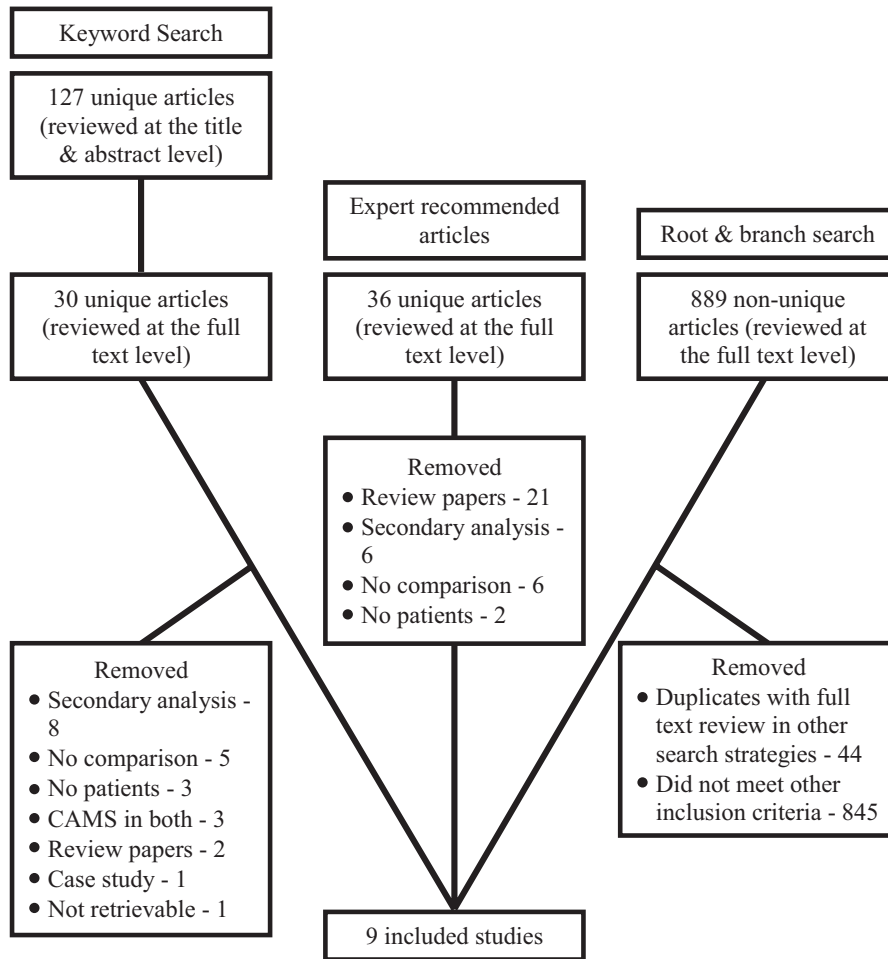 Keyword Search
127 unique articles
(reviewed at the title
& abstract level)
30 unique articles
(reviewed at the full
text level)
Expert recommended
articles
36 unique articles
(reviewed at the full
text level)
Root & branch search
889 non-unique
articles (reviewed at
the full text level)
Removed
• Review papers - 21
• Secondary analysis -
6
• No comparison - 6
• No patients - 2
Removed
• Secondary analysis -
8
• No comparison - 5
• No patients - 3
• CAMS in both - 3
• Review papers - 2
• Case study - 1
• Not retrievable - 1
Removed
• Duplicates with full
text review in other
search strategies - 44
• Did not meet other
inclusion criteria - 845
9 included studies